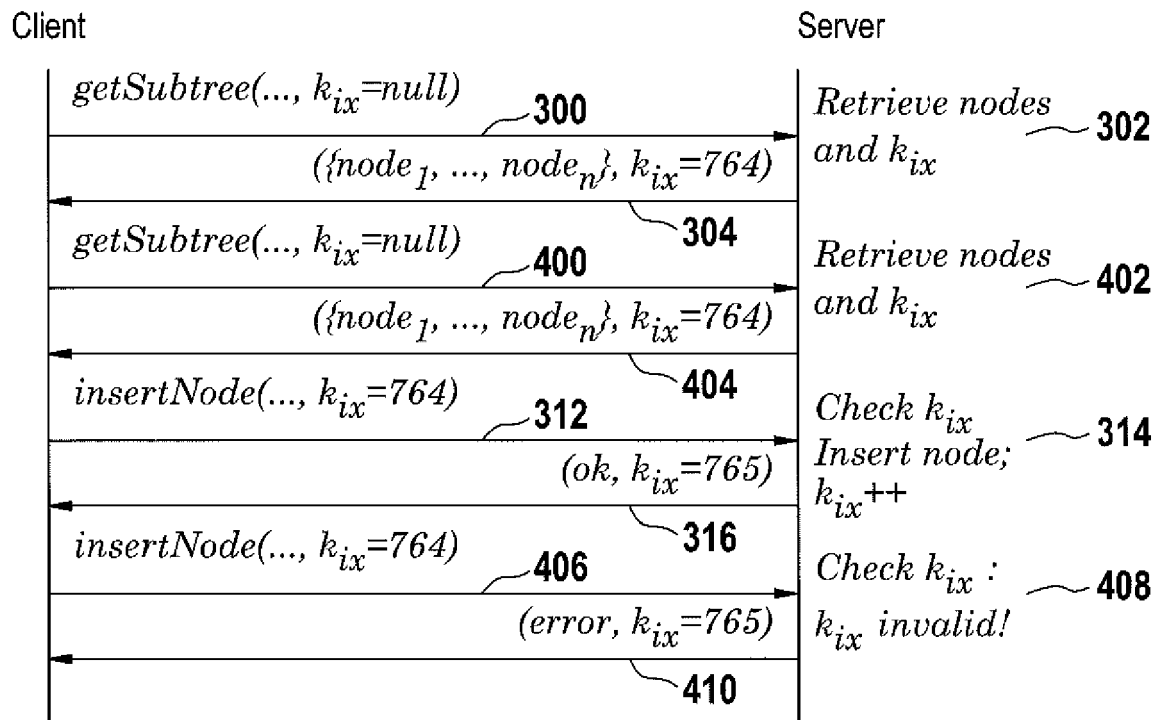 Client Server
getSubtree(..., k_ix=null)
300
Retrieve nodes
and k_ix
302
({node_1, ..., node_n}, k_ix=764)
304
getSubtree(..., k_ix=null)
400
Retrieve nodes
and k_ix
402
({node_1, ..., node_n}, k_ix=764)
404
insertNode(..., k_ix=764)
312
Check k_ix
Insert node;
k_ix++
314
(ok, k_ix=765)
316
insertNode(..., k_ix=764)
406
Check k_ix :
k_ix invalid!
408
(error, k_ix=765)
410